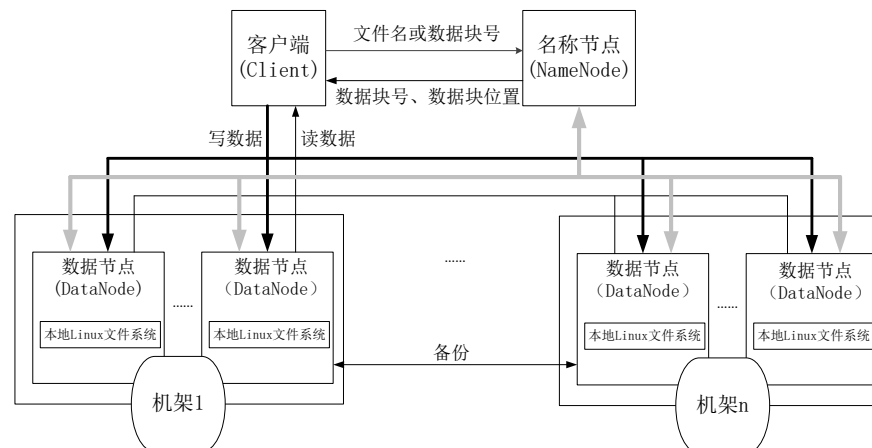 客户端
(Client)
文件名或数据块号
名称节点
(NameNode)
数据块号、数据块位置
写数据
读数据
......
数据节点
(DataNode)
......
数据节点
（DataNode）
数据节点
（DataNode）
......
数据节点
（DataNode）
本地Linux文件系统
本地Linux文件系统
本地Linux文件系统
本地Linux文件系统
备份
机架1
机架n